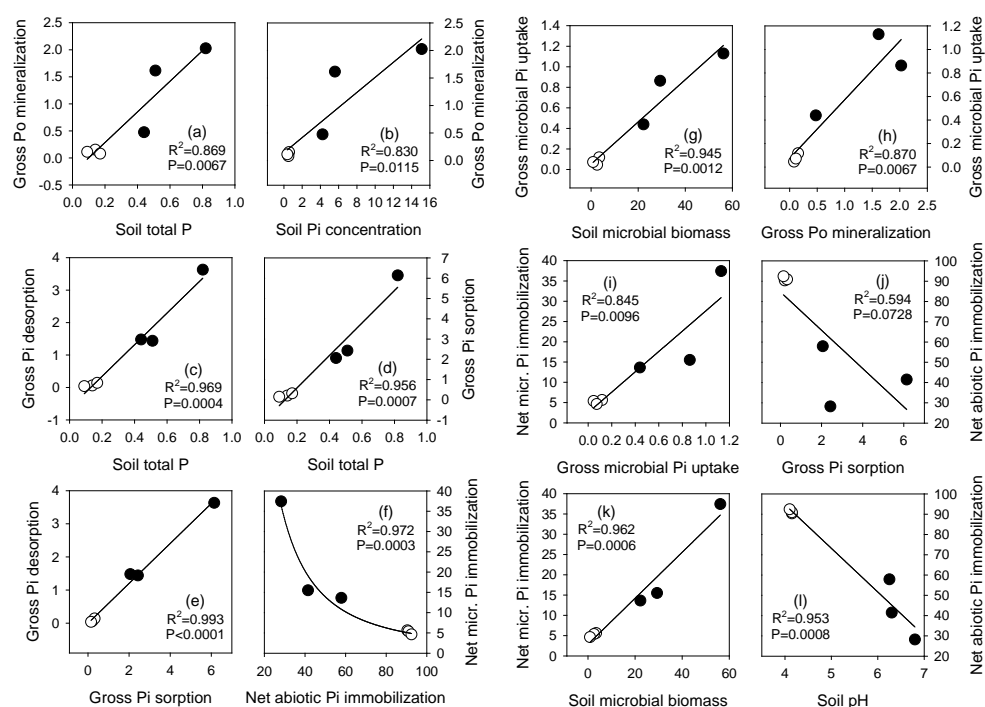 Gross Po mineralization
2.5
2.0
1.5
1.0
0.5
0.0
-0.5
(a)
R2=0.869
P=0.0067
0.0 0.2 0.4 0.6 0.8 1.0
Soil total P
(b)
R2=0.830
P=0.0115
2.5
2.0
1.5
1.0
0.5
0.0
Gross Po mineralization
0 2 4 6 8 10 12 14 16
Soil Pi concentration
Gross microbial Pi uptake
1.4
1.2
1.0
0.8
0.6
0.4
0.2
0.0
(g)
R2=0.945
P=0.0012
0 20 40 60
Soil microbial biomass
(h)
R2=0.870
P=0.0067
1.2
1.0
0.8
0.6
0.4
0.2
0.0
Gross microbial Pi uptake
0.0 0.5 1.0 1.5 2.0 2.5
Gross Po mineralization
Gross Pi desorption
4
3
2
1
0
-1
(c)
R2=0.969
P=0.0004
0.0 0.2 0.4 0.6 0.8 1.0
Soil total P
(d)
R2=0.956
P=0.0007
7
6
5
4
3
2
1
0
-1
Gross Pi sorption
0.0 0.2 0.4 0.6 0.8 1.0
Soil total P
Net micr. Pi immobilization
40
35
30
25
20
15
10
5
0
(i)
R2=0.845
P=0.0096
0.0 0.2 0.4 0.6 0.8 1.0 1.2
Gross microbial Pi uptake
(j)
R2=0.594
P=0.0728
100
90
80
70
60
50
40
30
20
Net abiotic Pi immobilization
0 2 4 6
Gross Pi sorption
Gross Pi desorption
4
3
2
1
0
(e)
R2=0.993
P<0.0001
0 2 4 6
Gross Pi sorption
(f)
R2=0.972
P=0.0003
40
35
30
25
20
15
10
5
0
Net micr. Pi immobilization
20 40 60 80 100
Net abiotic Pi immobilization
Net micr. Pi immobilization
40
35
30
25
20
15
10
5
0
(k)
R2=0.962
P=0.0006
0 20 40 60
Soil microbial biomass
(l)
R2=0.953
P=0.0008
100
90
80
70
60
50
40
30
20
Net abiotic Pi immobilization
4 5 6 7
Soil pH